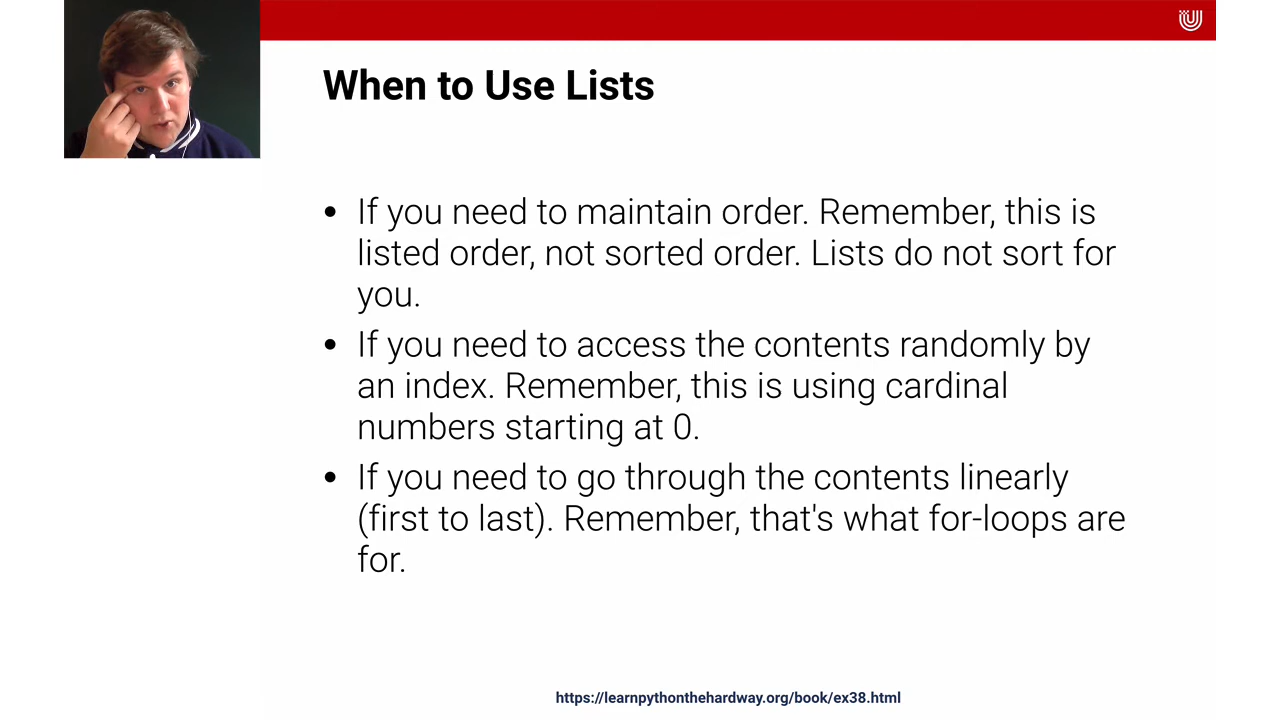 When to Use Lists
• If you need to maintain order. Remember, this is
listed order, not sorted order. Lists do not sort for
you.
• If you need to access the contents randomly by
an index. Remember, this is using cardinal
numbers starting at 0.
• If you need to go through the contents linearly
(first to last). Remember, that's what for-loops are
for.
https://learnpythonthehardway.org/book/ex38.html